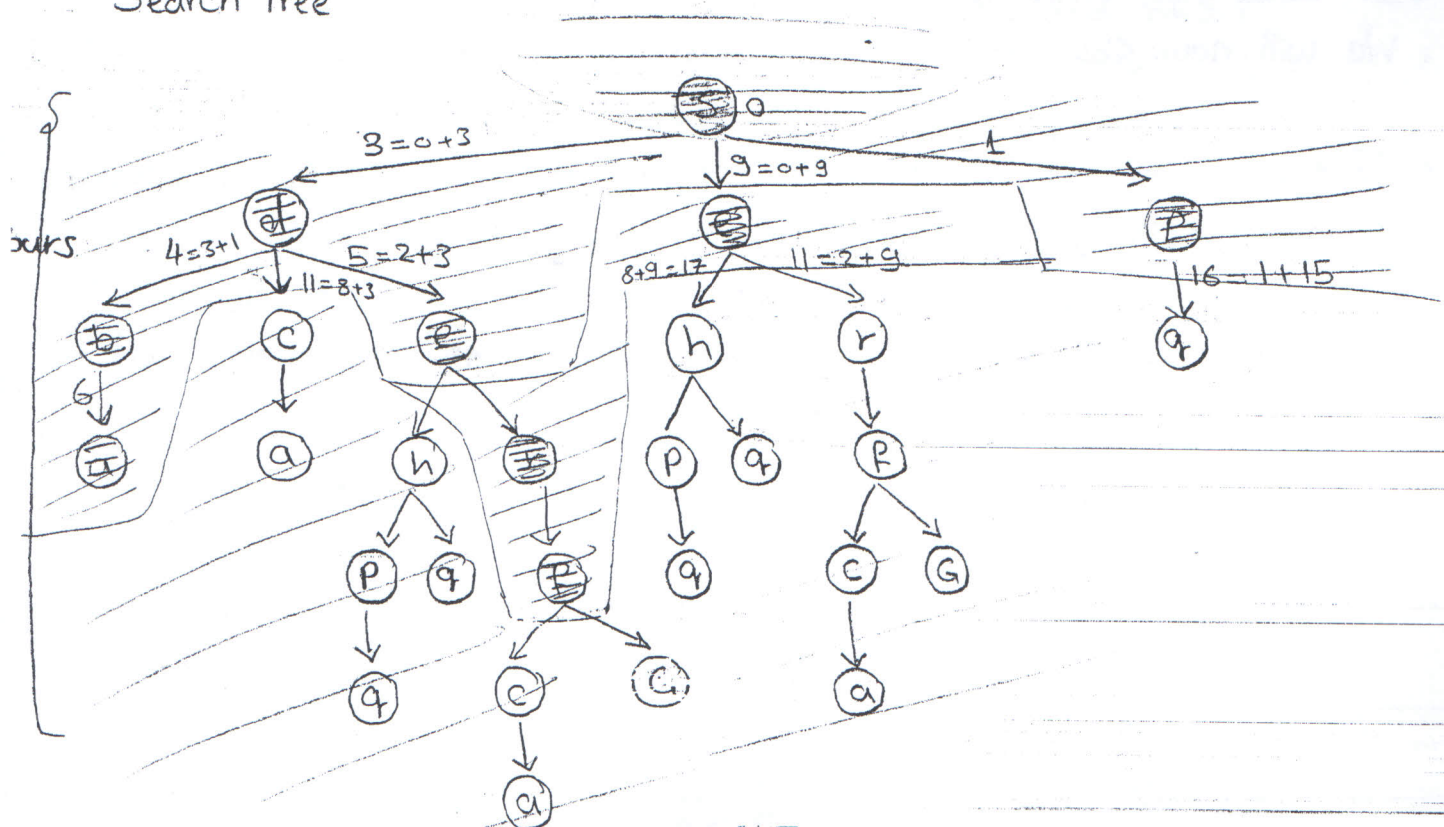 Search Tree
S 0
3=0+3 9=0+9 1
d e p
ours 4=3+1 11=8+3 5=2+3 8+9=17 11=2+9 16=1+15
b c e h r q
6
a a h r p q f
p q f q c G
q c G a
a